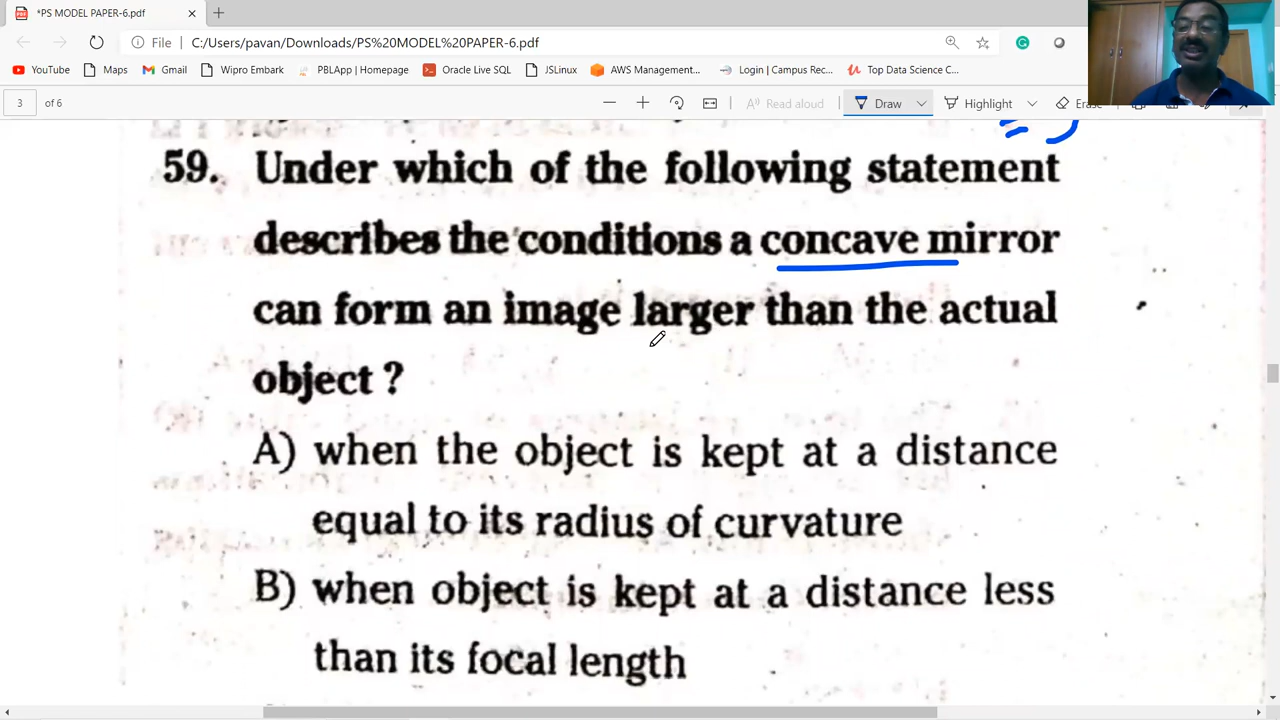 *PS MODEL PAPER-6.pdf
File C:/Users/pavan/Downloads/PS%20MODEL%20PAPER-6.pdf
YouTube Maps Gmail Wipro Embark PBLApp | Homepage Oracle Live SQL JSLinux AWS Management... Login | Campus Rec... Top Data Science C...
3 of 6 Read aloud Draw Highlight Erase
59. Under which of the following statement
describes the conditions a concave mirror
can form an image larger than the actual
object ?
A) when the object is kept at a distance
equal to its radius of curvature
B) when object is kept at a distance less
than its focal length